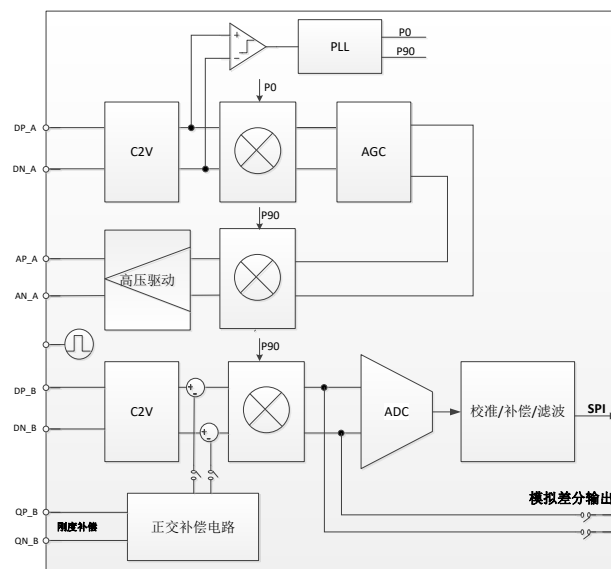 P0
PLL
P90
P0
DP_A
C2V
AGC
DN_A
P90
AP_A
高压驱动
AN_A
P90
DP_B
C2V
ADC
校准/补偿/滤波
SPI
DN_B
模拟差分输出
QP_B
刚度补偿
正交补偿电路
QN_B